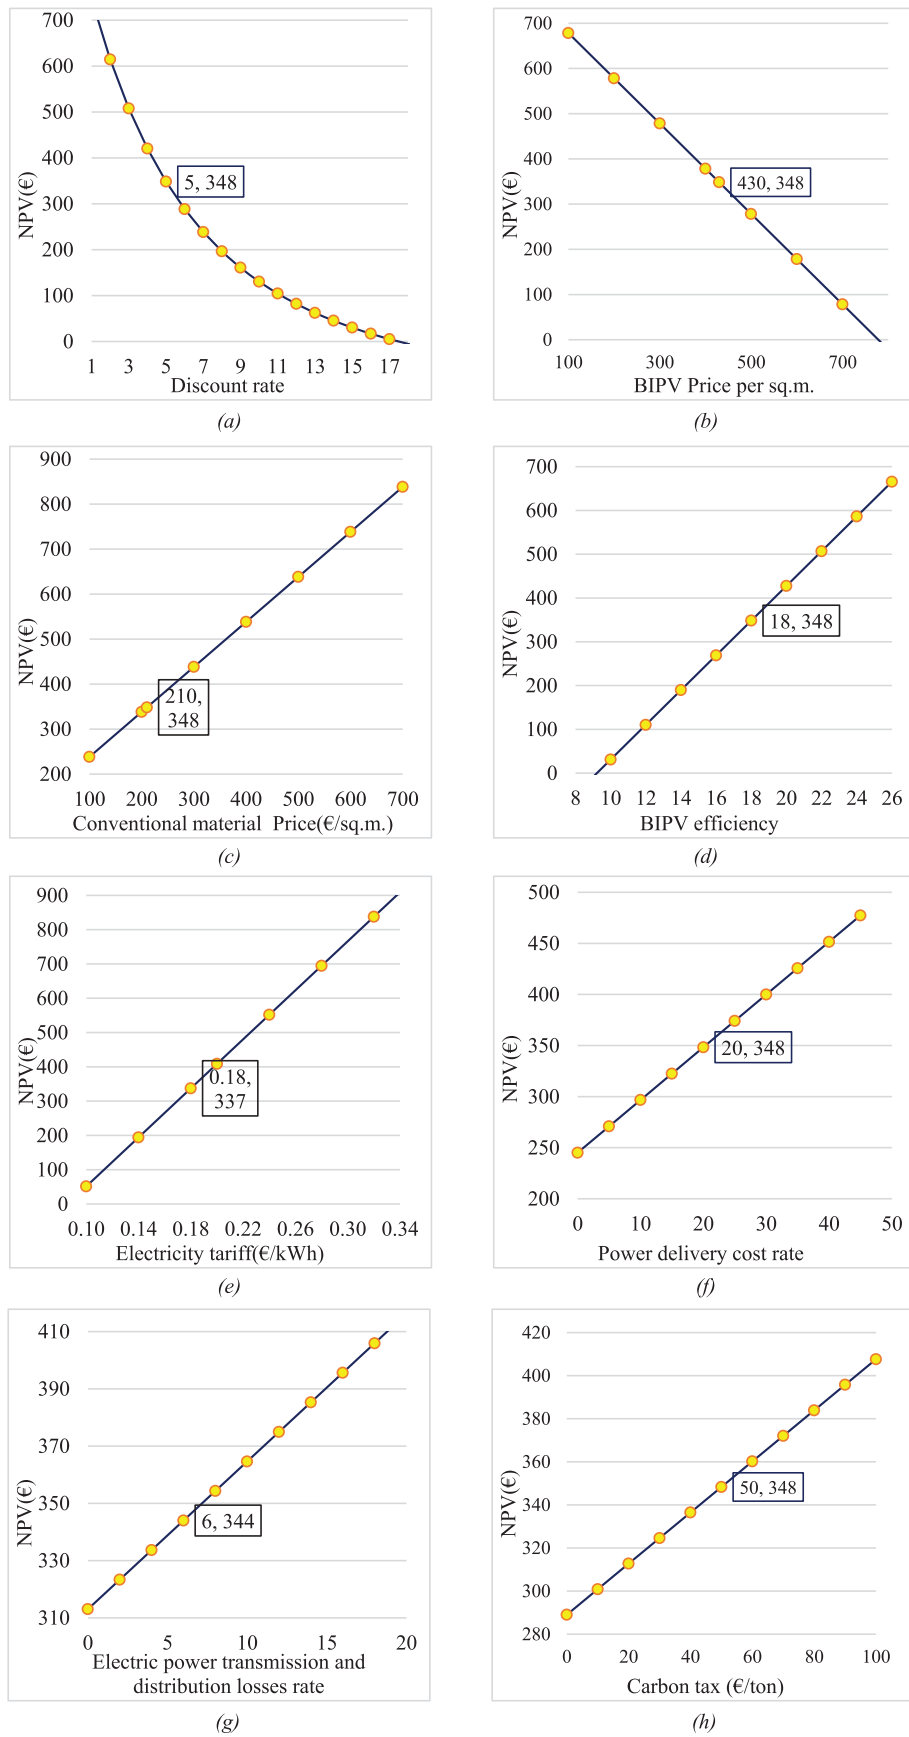 700
600
500
400
300
200
100
0
NPV(€)
5, 348
1 3 5 7 9 11 13 15 17
Discount rate
(a)
700
600
500
400
300
200
100
0
NPV(€)
430, 348
100 300 500 700
BIPV Price per sq.m.
(b)
900
800
700
600
500
400
300
200
NPV(€)
210,
348
100 200 300 400 500 600 700
Conventional material Price(€/sq.m.)
(c)
700
600
500
400
300
200
100
0
NPV(€)
18, 348
8 10 12 14 16 18 20 22 24 26
BIPV efficiency
(d)
900
800
700
600
500
400
300
200
100
0
NPV(€)
0.18,
337
0.10 0.14 0.18 0.22 0.26 0.30 0.34
Electricity tariff(€/kWh)
(e)
500
450
400
350
300
250
200
NPV(€)
20, 348
0 10 20 30 40 50
Power delivery cost rate
(f)
410
390
370
350
330
310
NPV(€)
6, 344
0 5 10 15 20
Electric power transmission and
distribution losses rate
(g)
420
400
380
360
340
320
300
280
NPV(€)
50, 348
0 20 40 60 80 100
Carbon tax (€/ton)
(h)